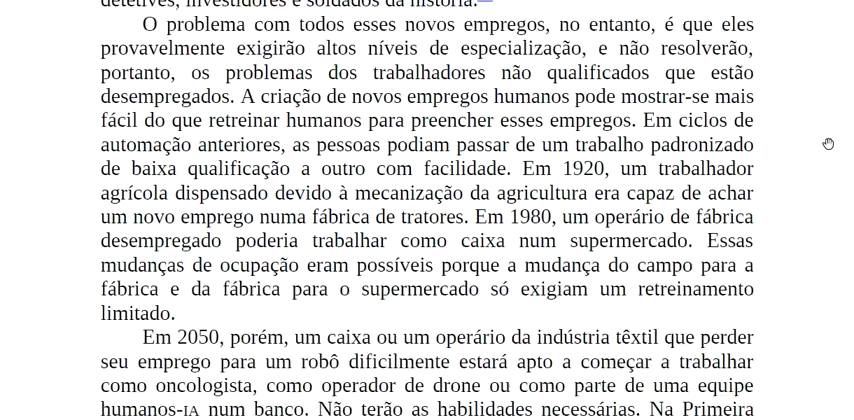 detetives, investidores e soldados da história.
O problema com todos esses novos empregos, no entanto, é que eles
provavelmente exigirão altos níveis de especialização, e não resolverão,
portanto, os problemas dos trabalhadores não qualificados que estão
desempregados. A criação de novos empregos humanos pode mostrar-se mais
fácil do que retreinar humanos para preencher esses empregos. Em ciclos de
automação anteriores, as pessoas podiam passar de um trabalho padronizado
de baixa qualificação a outro com facilidade. Em 1920, um trabalhador
agrícola dispensado devido à mecanização da agricultura era capaz de achar
um novo emprego numa fábrica de tratores. Em 1980, um operário de fábrica
desempregado poderia trabalhar como caixa num supermercado. Essas
mudanças de ocupação eram possíveis porque a mudança do campo para a
fábrica e da fábrica para o supermercado só exigiam um retreinamento
limitado.
Em 2050, porém, um caixa ou um operário da indústria têxtil que perder
seu emprego para um robô dificilmente estará apto a começar a trabalhar
como oncologista, como operador de drone ou como parte de uma equipe
humanos-IA num banco. Não terão as habilidades necessárias. Na Primeira